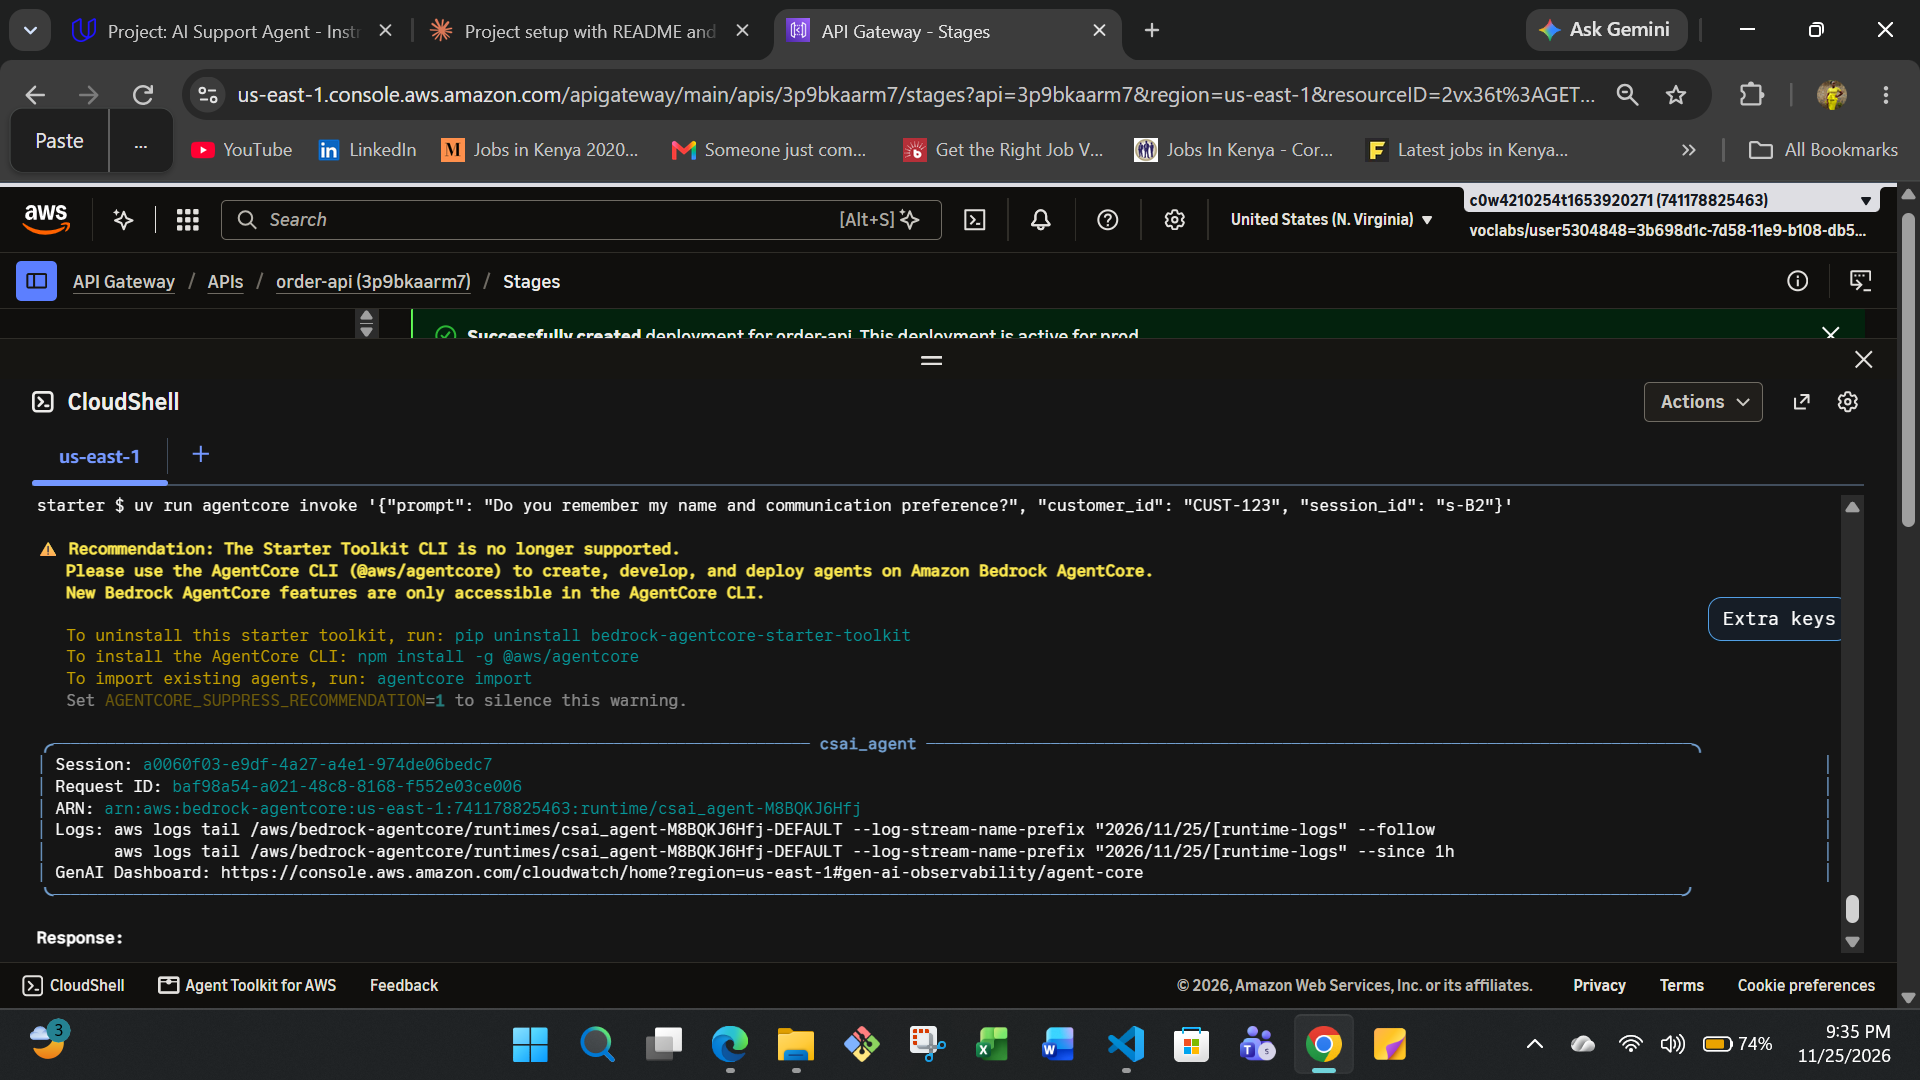 Project: AI Support Agent - Instr
Project setup with README and
API Gateway - Stages
Ask Gemini
us-east-1.console.aws.amazon.com/apigateway/main/apis/3p9bkaarm7/stages?api=3p9bkaarm7&region=us-east-1&resourceID=2vx36t%3AGET...
Paste
...
YouTube
LinkedIn
Jobs in Kenya 2020...
Someone just com...
Get the Right Job V...
Jobs In Kenya - Cor...
Latest jobs in Kenya...
All Bookmarks
aws
Search
[Alt+S]
United States (N. Virginia)
c0w4210254t1653920271 (741178825463)
voclabs/user5304848=3b698d1c-7d58-11e9-b108-db5...
API Gateway / APIs / order-api (3p9bkaarm7) / Stages
Successfully created deployment for order-api. This deployment is active for prod
CloudShell
Actions
us-east-1
starter $ uv run agentcore invoke '{"prompt": "Do you remember my name and communication preference?", "customer_id": "CUST-123", "session_id": "s-B2"}'
Recommendation: The Starter Toolkit CLI is no longer supported.
Please use the AgentCore CLI (@aws/agentcore) to create, develop, and deploy agents on Amazon Bedrock AgentCore.
New Bedrock AgentCore features are only accessible in the AgentCore CLI.
Extra keys
To uninstall this starter toolkit, run: pip uninstall bedrock-agentcore-starter-toolkit
To install the AgentCore CLI: npm install -g @aws/agentcore
To import existing agents, run: agentcore import
Set AGENTCORE_SUPPRESS_RECOMMENDATION=1 to silence this warning.
csai_agent
Session: a0060f03-e9df-4a27-a4e1-974de06bedc7
Request ID: baf98a54-a021-48c8-8168-f552e03ce006
ARN: arn:aws:bedrock-agentcore:us-east-1:741178825463:runtime/csai_agent-M8BQKJ6Hfj
Logs: aws logs tail /aws/bedrock-agentcore/runtimes/csai_agent-M8BQKJ6Hfj-DEFAULT --log-stream-name-prefix "2026/11/25/[runtime-logs" --follow
aws logs tail /aws/bedrock-agentcore/runtimes/csai_agent-M8BQKJ6Hfj-DEFAULT --log-stream-name-prefix "2026/11/25/[runtime-logs" --since 1h
GenAI Dashboard: https://console.aws.amazon.com/cloudwatch/home?region=us-east-1#gen-ai-observability/agent-core
Response:
CloudShell
Agent Toolkit for AWS
Feedback
© 2026, Amazon Web Services, Inc. or its affiliates.
Privacy
Terms
Cookie preferences
3
74%
9:35 PM
11/25/2026